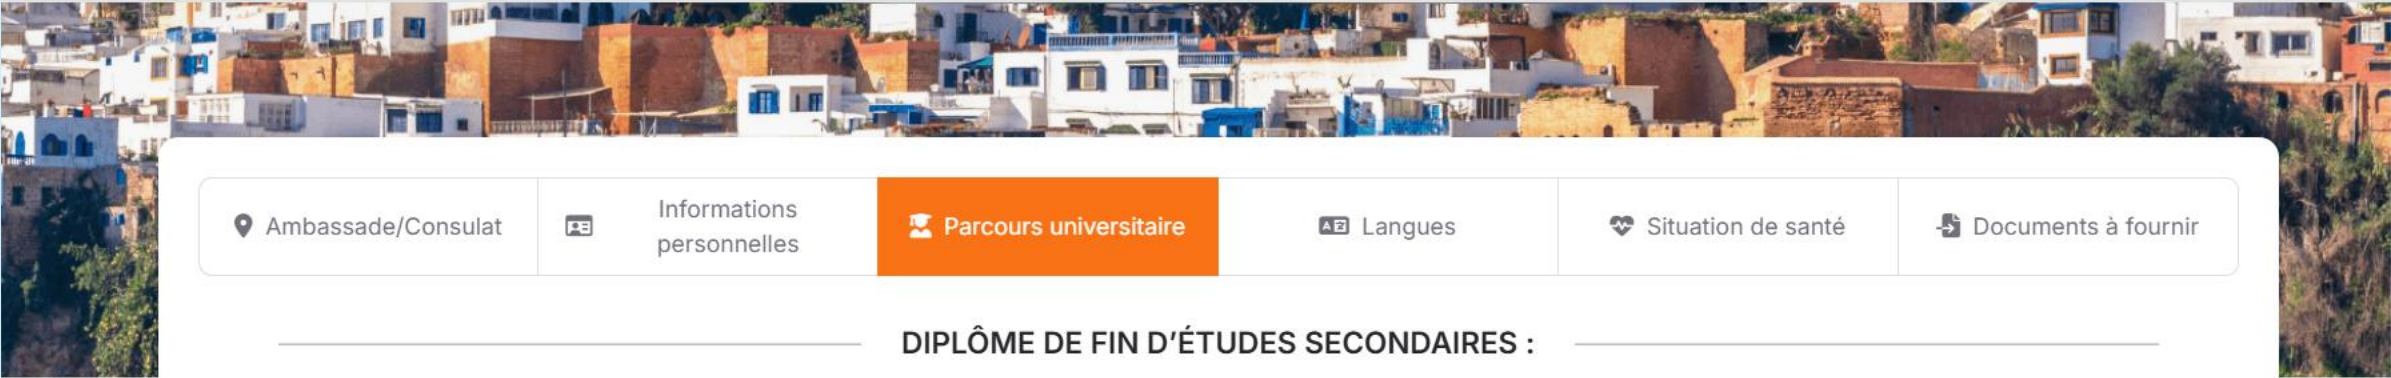 Ambassade/Consulat
Informations
personnelles
Parcours universitaire
Langues
Situation de santé
Documents à fournir
DIPLÔME DE FIN D’ÉTUDES SECONDAIRES :